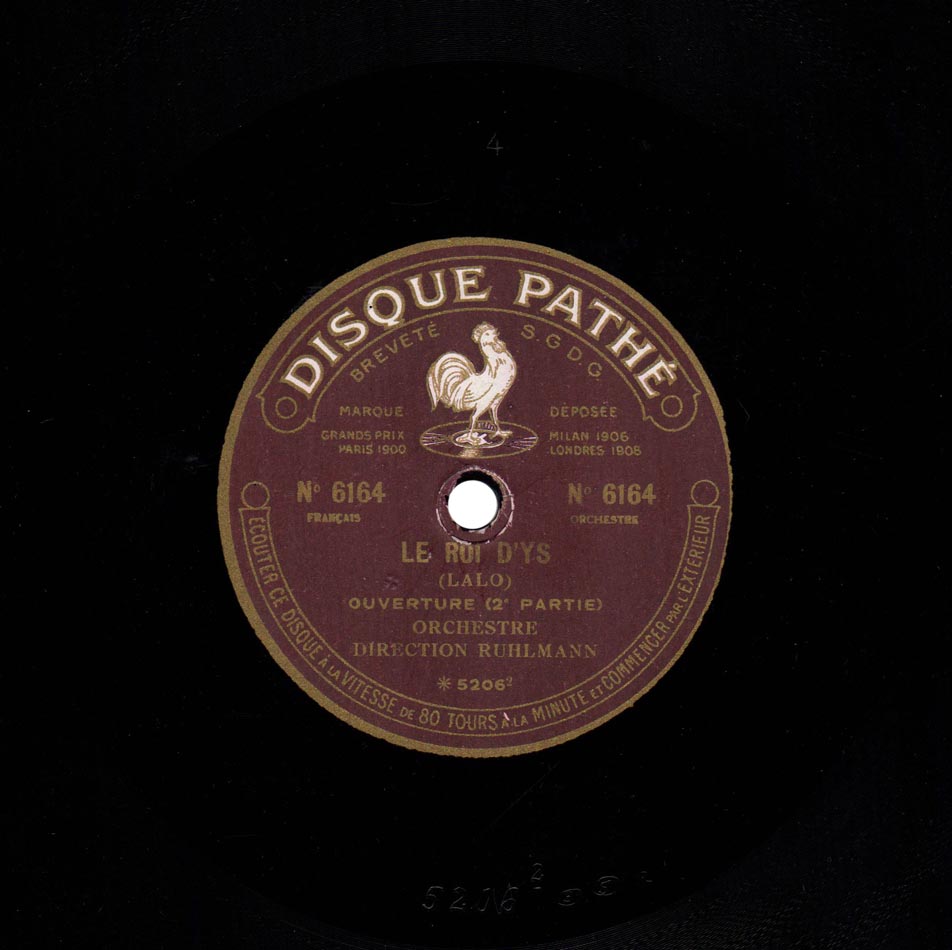 4
DISQUE PATHÉ
BREVETÉ S.G.D.G.
MARQUE DÉPOSÉE
GRANDS PRIX
PARIS 1900
MILAN 1906
LONDRES 1908
No 6164
FRANÇAIS
No 6164
ORCHESTRE
LE ROI D'YS
(LALO)
OUVERTURE (2e PARTIE)
ORCHESTRE
DIRECTION RUHLMANN
✳ 5206²
ÉCOUTER CE DISQUE À LA VITESSE DE 80 TOURS À LA MINUTE ET COMMENCER PAR L'EXTÉRIEUR